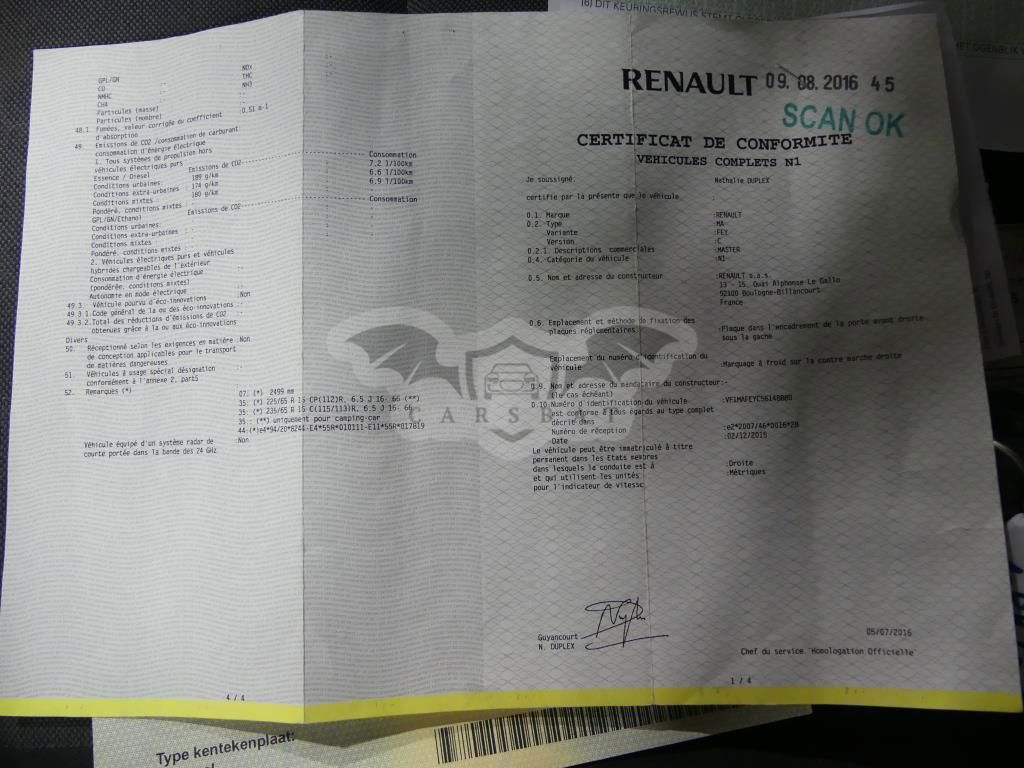 16) DIT KEURINGSBEWIJS STEMT
HET OGENBLIK
GPL/GN
CO
NMHC
CH4
NOx
THC
NH3
Particules (masse)
Particules (nombre)
48.1. Fumées, valeur corrigée du coefficient :0.51 m-1
d'absorption
49. Emissions de CO2 /consommation de carburant
consommation d'énergie électrique
1. Tous systèmes de propulsion hors
véhicules électriques purs
Essence / Diesel Emissions de CO2 Consommation
Conditions urbaines: :189 g/km 7,2 l/100km
Conditions extra-urbaines :174 g/km 6,6 l/100km
Conditions mixtes :180 g/km 6,9 l/100km
Pondéré, conditions mixtes :
GPL/GN/Ethanol Emissions de CO2 Consommation
Conditions urbaines:
Conditions extra-urbaines :
Conditions mixtes
Pondéré, conditions mixtes :
2. Véhicules électriques purs et véhicules
hybrides chargeables de l'extérieur
Consommation d'énergie électrique
(pondérée, conditions mixtes)
Autonomie en mode électrique
49.3. Véhicule pourvu d'éco-innovations :Non
49.3.1.Code général de la ou des éco-innovations
49.3.2.Total des réductions d'émissions de CO2
obtenues grâce à la ou aux éco-innovations
Divers
50. Réceptionné selon les exigences en matière :Non
de conception applicables pour le transport
de matières dangereuses
51. Véhicules à usage spécial désignation
conformément à l'annexe 2, part5
52. Remarques (*)
07: (*) 2499 mm
35: (*) 225/65 R 16 CP(112)R, 6.5 J 16- 66 (**)
35: (*) 235/65 R 16 C(115/113)R, 6.5 J 16- 66
35 : (**) uniquement pour camping-car
Véhicule équipé d'un système radar de :Non
courte portée dans la bande des 24 GHz
4 / 4
RENAULT 09. 08. 2016 45
SCAN OK
CERTIFICAT DE CONFORMITE
VEHICULES COMPLETS N1
Je soussigné, Nathalie DUPLEX
certifie par la présente que le véhicule :
0.1. Marque :RENAULT
0.2. Type :MA
Variante :FEY
Version :C
0.2.1. Descriptions commerciales :MASTER
0.4. Catégorie du véhicule :N1
0.5. Nom et adresse du constructeur :RENAULT s.a.s.
13 - 15, Quai Alphonse Le Gallo
92100 Boulogne-Billancourt
France
0.6. Emplacement et méthode de fixation des
plaques réglementaires :Plaque dans l'encadrement de la porte avant droite
sous la gache
Emplacement du numéro d'identification du
véhicule :Marquage à froid sur la contre marche droite
0.9. Nom et adresse du mandataire du constructeur:-
(le cas échéant)
0.10.Numéro d'identification du véhicule :VF1MAFEYC56148880
est conforme à tous égards au type complet
décrit dans
Numéro de réception :e2*2007/46*0016*28
Date :02/12/2015
Le véhicule peut être immatriculé à titre
permanent dans les Etats membres
dans lesquels la conduite est à :Droite
et qui utilisent les unités :Métriques
pour l'indicateur de vitesse
CARS
Guyancourt
N. DUPLEX
05/07/2016
Chef du service "Homologation Officielle"
1 / 4
Type kentekenplaat: